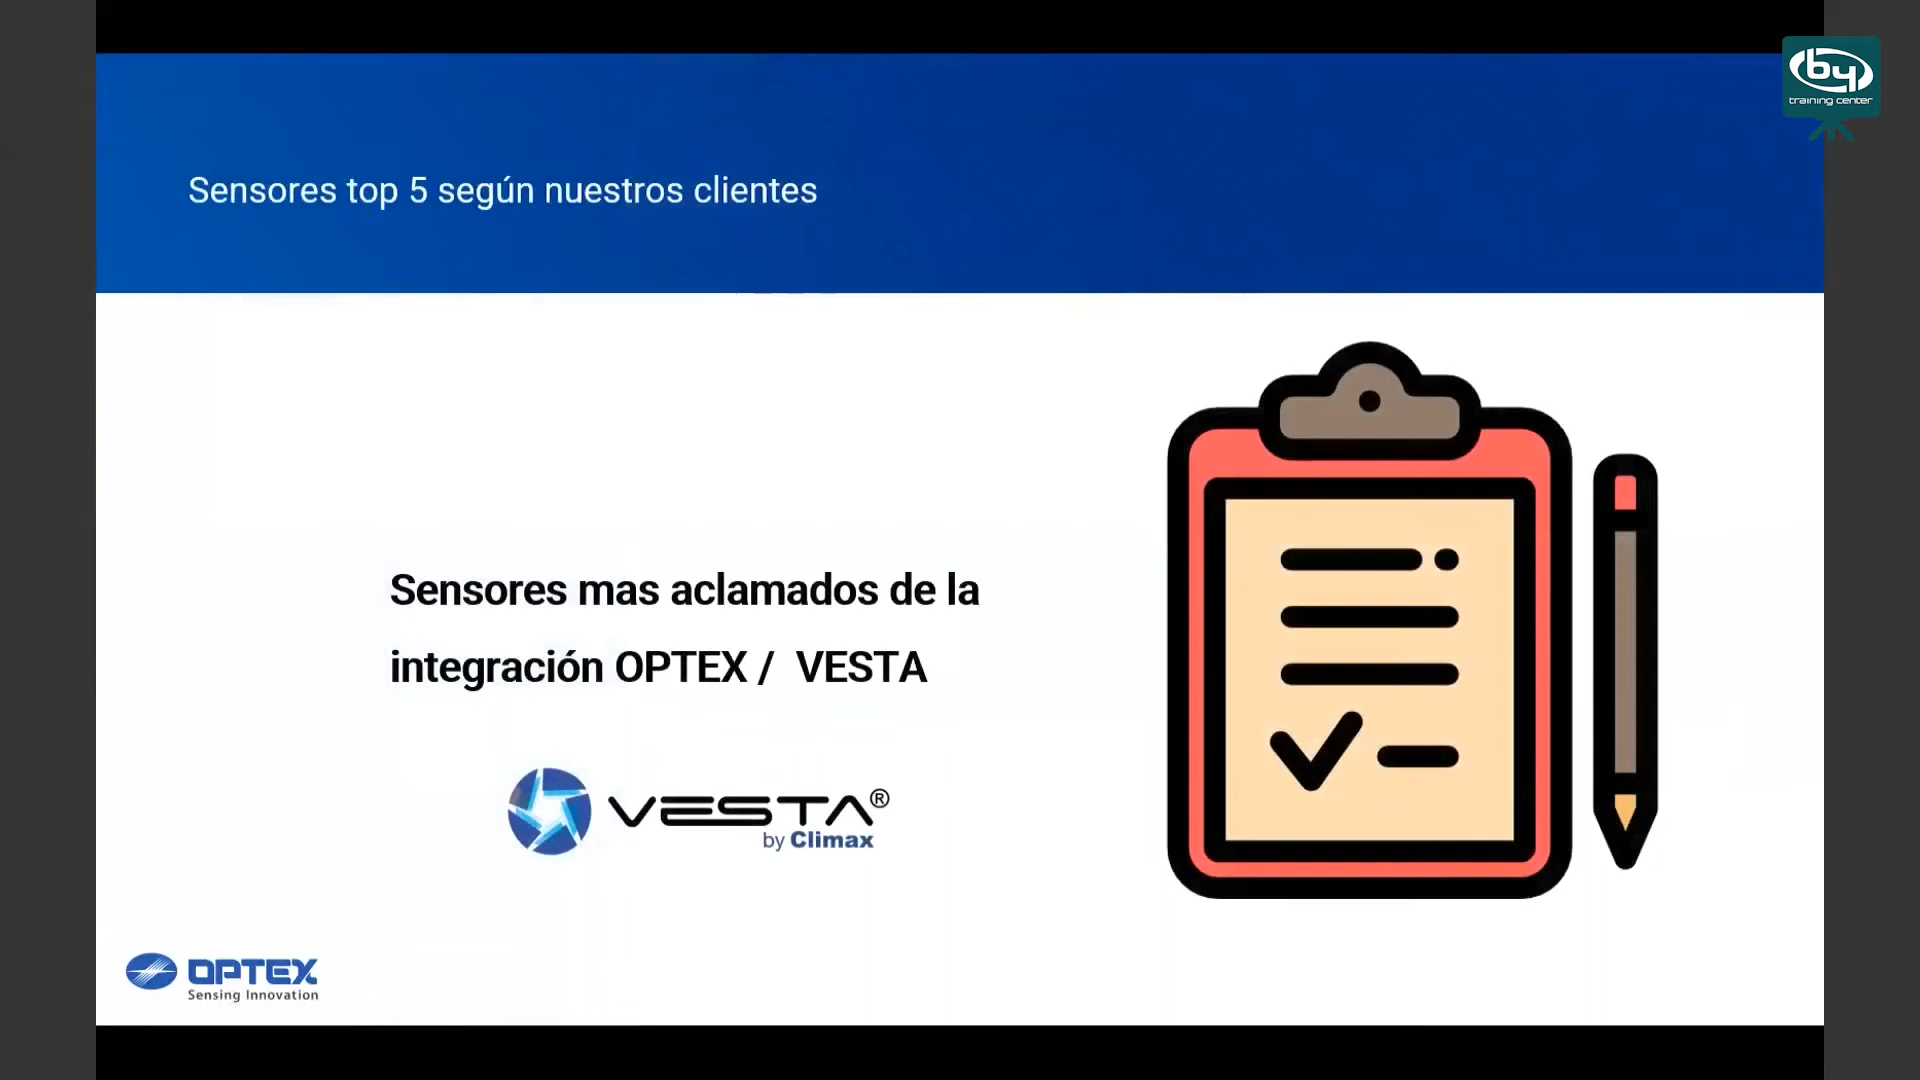 by
training center
Sensores top 5 según nuestros clientes
Sensores mas aclamados de la
integración OPTEX / VESTA
VESTA®
by Climax
OPTEX
Sensing Innovation